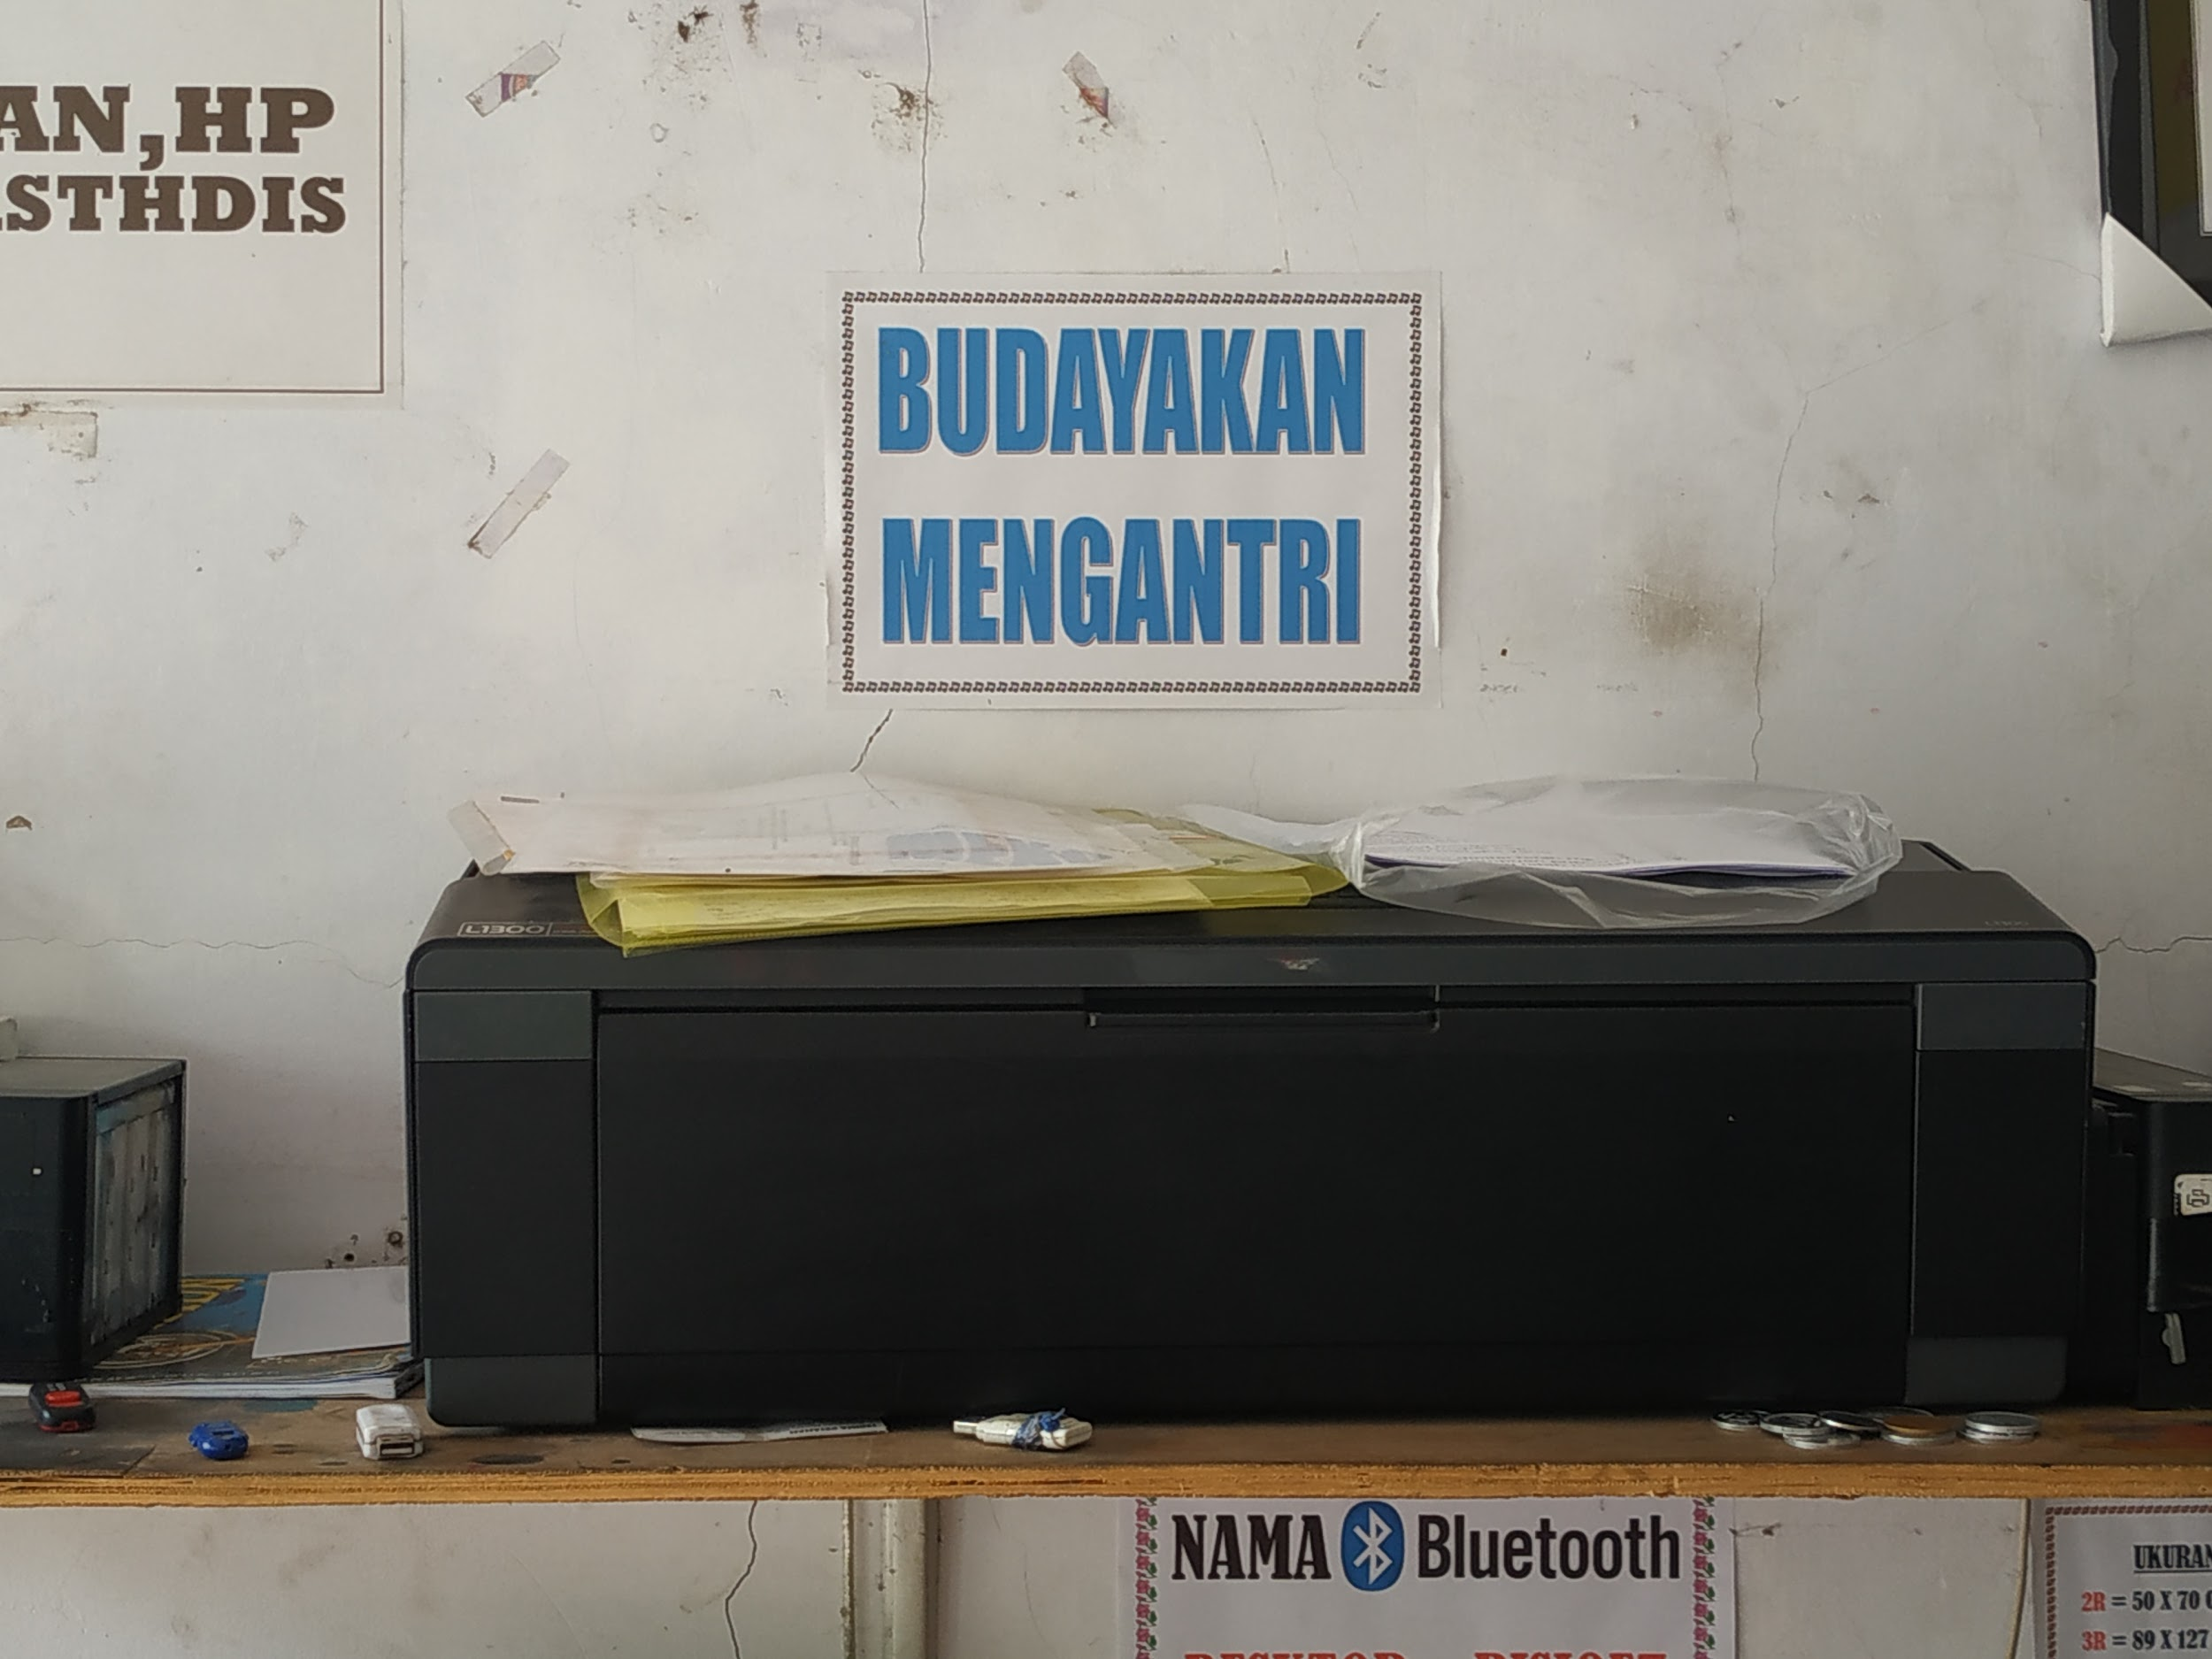 AN,HP
STHDIS
BUDAYAKAN
MENGANTRI
L1300
NAMA Bluetooth
UKURAN
2R = 50 X 70
3R = 89 X 127